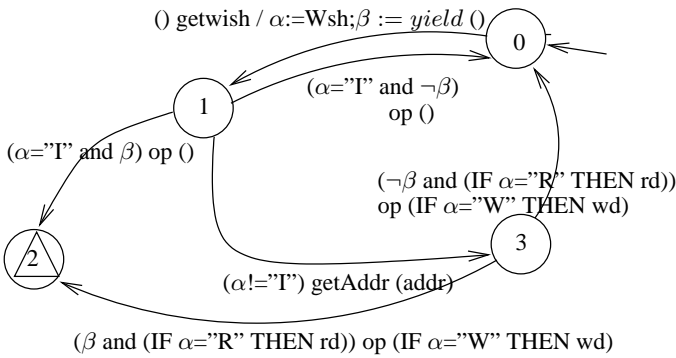 () getwish / α:=Wsh;β := yield ()
0
(α="I" and ¬β)
op ()
1
(α="I" and β) op ()
(¬β and (IF α="R" THEN rd))
op (IF α="W" THEN wd)
3
2
(α!="I") getAddr (addr)
(β and (IF α="R" THEN rd)) op (IF α="W" THEN wd)